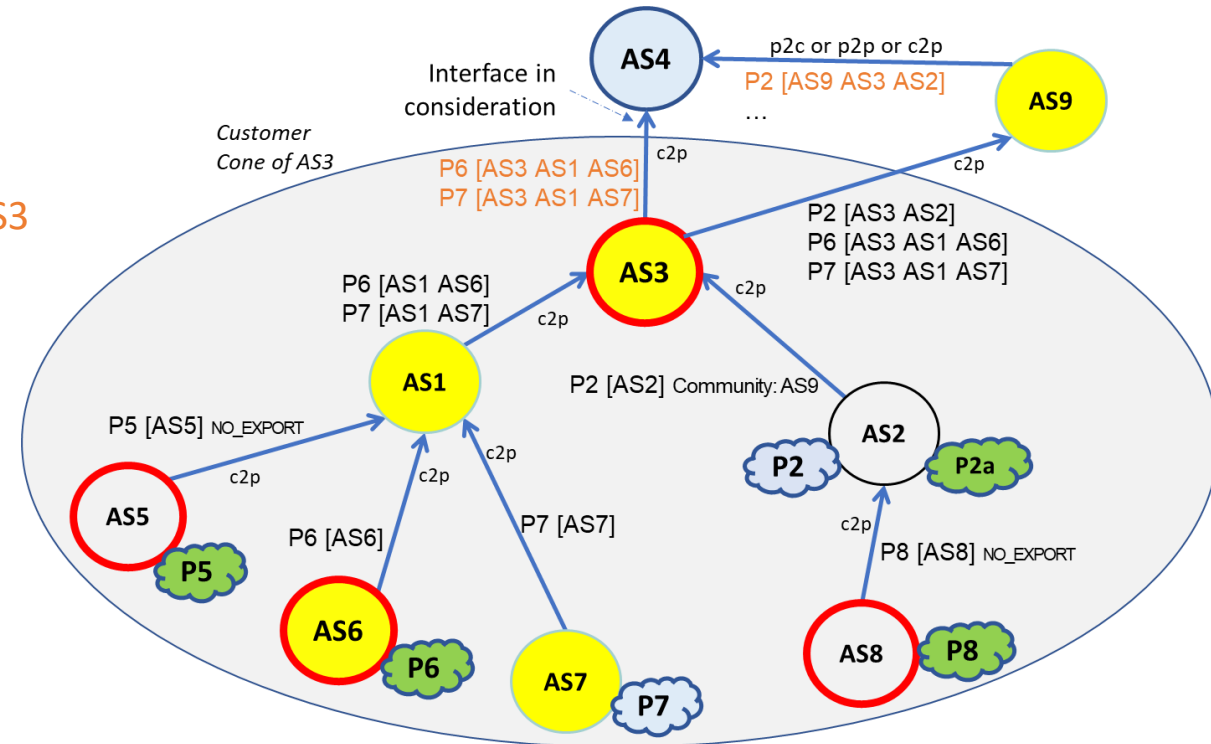 p2c or p2p or c2p
AS4
P2 [AS9 AS3 AS2]
...
AS9
Interface in
consideration
Customer
Cone of AS3
c2p
c2p
P6 [AS3 AS1 AS6]
P7 [AS3 AS1 AS7]
S3
P2 [AS3 AS2]
P6 [AS3 AS1 AS6]
P7 [AS3 AS1 AS7]
AS3
P6 [AS1 AS6]
P7 [AS1 AS7]
c2p
c2p
AS1
P2 [AS2] Community: AS9
P5 [AS5] NO_EXPORT
AS2
P2
P2a
c2p
c2p
c2p
AS5
P5
P6 [AS6]
P7 [AS7]
c2p
P8 [AS8] NO_EXPORT
AS6
P6
AS7
P7
AS8
P8